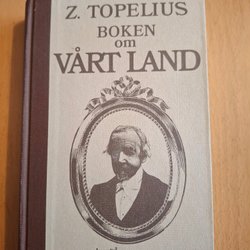 Z. TOPELIUS
BOKEN
om
VÅRT LAND